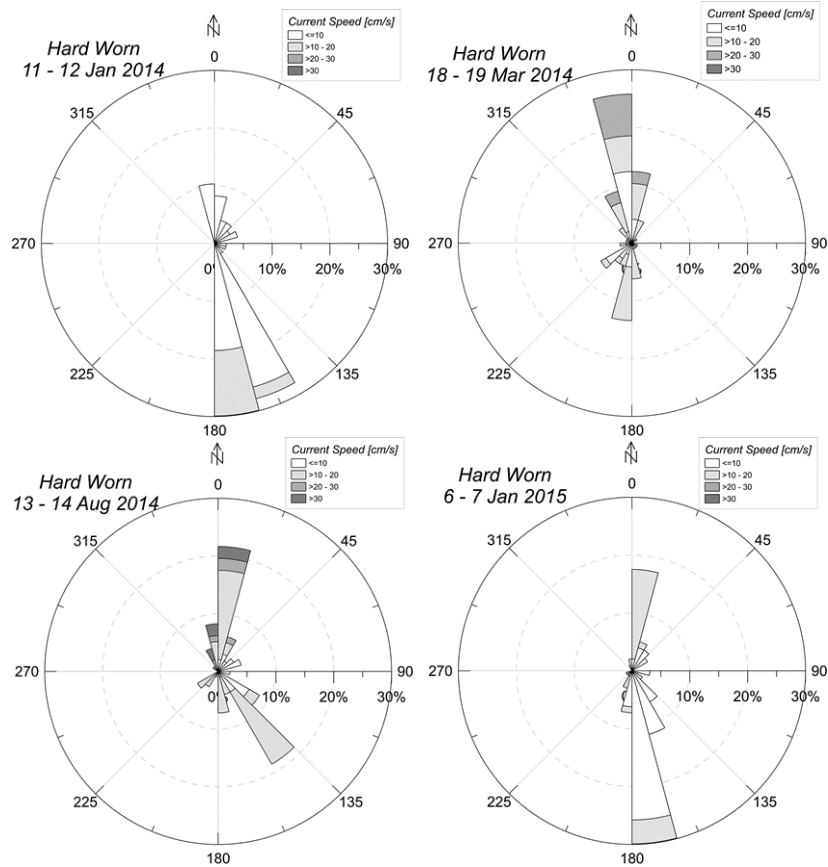 Hard Worn
11 - 12 Jan 2014
N
Current Speed [cm/s]
<=10
>10 - 20
>20 - 30
>30
0
45
90
135
180
225
270
315
10%
20%
30%
Hard Worn
18 - 19 Mar 2014
N
Current Speed [cm/s]
<=10
>10 - 20
>20 - 30
>30
0
45
90
135
180
225
270
315
10%
20%
30%
Hard Worn
13 - 14 Aug 2014
N
Current Speed [cm/s]
<=10
>10 - 20
>20 - 30
>30
0
45
90
135
180
225
270
315
10%
20%
30%
Hard Worn
6 - 7 Jan 2015
N
Current Speed [cm/s]
<=10
>10 - 20
>20 - 30
>30
0
45
90
135
180
225
270
315
10%
20%
30%